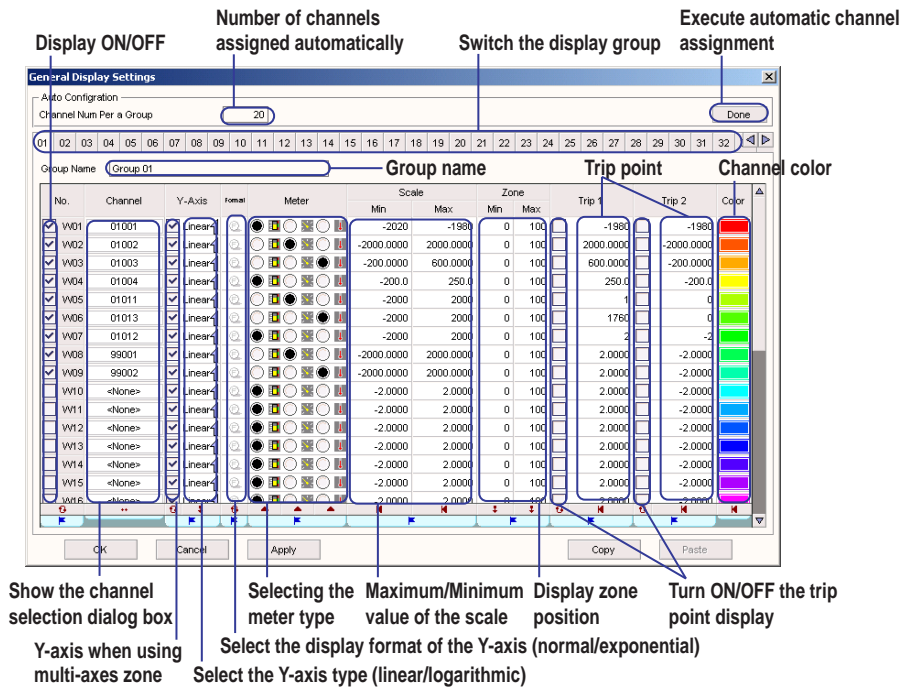 Number of channels
assigned automatically
Execute automatic channel
assignment
Display ON/OFF
Switch the display group
General Display Settings
Auto Configration
Channel Num Per a Group 20 Done
01 02 03 04 05 06 07 08 09 10 11 12 13 14 15 16 17 18 19 20 21 22 23 24 25 26 27 28 29 30 31 32
Group Name Group 01
Group name Trip point Channel color
No. Channel Y-Axis Format Meter Scale Zone Trip 1 Trip 2 Color
Min Max Min Max
W01 01001 Linear -2020 -1980 0 100 -1980
W02 01002 Linear -2000.0000 2000.0000 0 100 2000.0000 -2000.0000
W03 01003 Linear -200.0000 600.0000 0 100 600.0000 -200.0000
W04 01004 Linear -200.0 250.0 0 100 250.0 -200.0
W05 01011 Linear -2000 2000 0 100 1 0
W06 01013 Linear -2000 2000 0 100 1760 0
W07 01012 Linear -2000 2000 0 100 2 -2
W08 99001 Linear -2000.0000 2000.0000 0 100 2.0000 -2.0000
W09 99002 Linear -2000.0000 2000.0000 0 100 2.0000 -2.0000
W10 <None> Linear -2.0000 2.0000 0 100 2.0000 -2.0000
W11 <None> Linear -2.0000 2.0000 0 100 2.0000 -2.0000
W12 <None> Linear -2.0000 2.0000 0 100 2.0000 -2.0000
W13 <None> Linear -2.0000 2.0000 0 100 2.0000 -2.0000
W14 <None> Linear -2.0000 2.0000 0 100 2.0000 -2.0000
W15 <None> Linear -2.0000 2.0000 0 100 2.0000 -2.0000
W16 <None> Linear -2.0000 2.0000 0 100 2.0000 -2.0000
OK Cancel Apply Copy Paste
Show the channel
selection dialog box
Selecting the
meter type
Maximum/Minimum
value of the scale
Display zone
position
Turn ON/OFF the trip
point display
Y-axis when using
multi-axes zone
Select the display format of the Y-axis (normal/exponential)
Select the Y-axis type (linear/logarithmic)